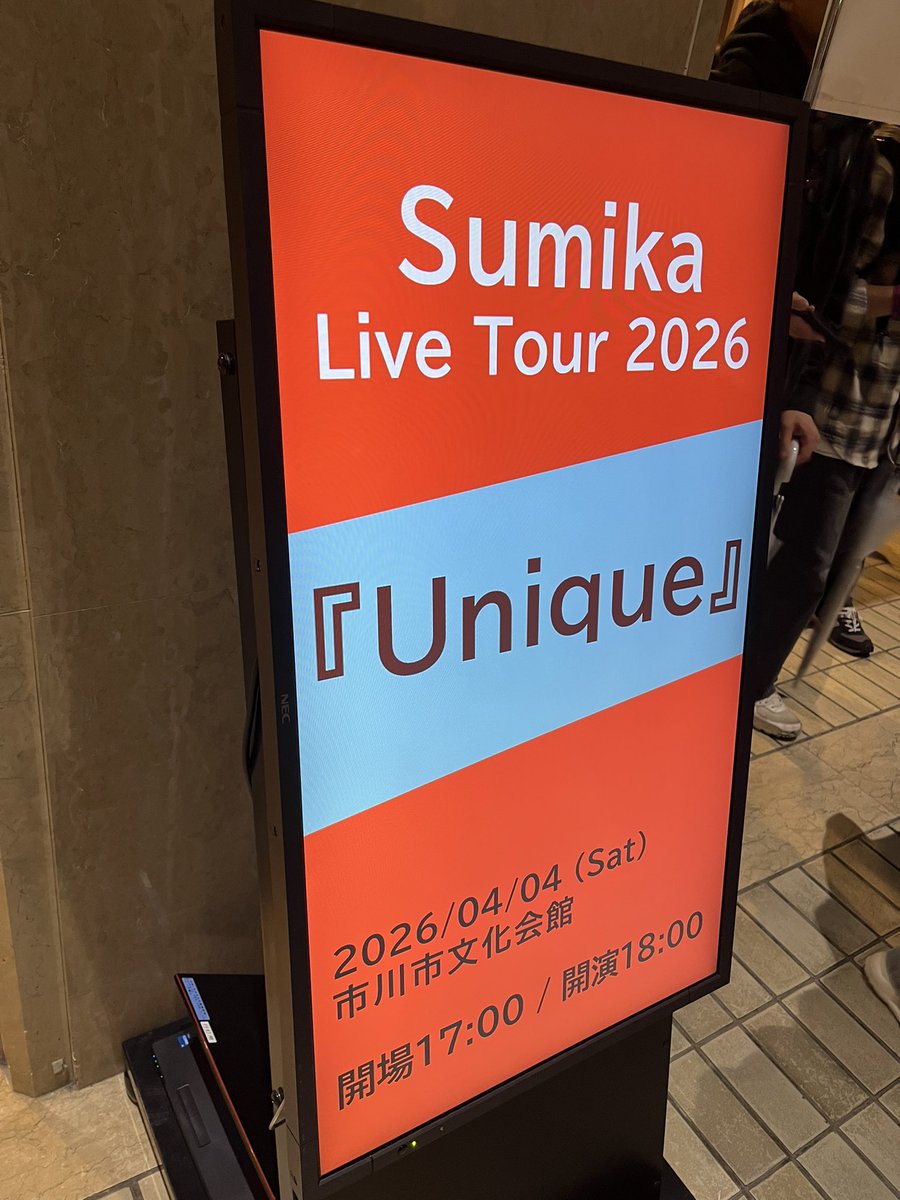 Sumika
Live Tour 2026
『Unique』
2026/04/04 (Sat)
市川市文化会館
開場17:00 / 開演18:00
NEC